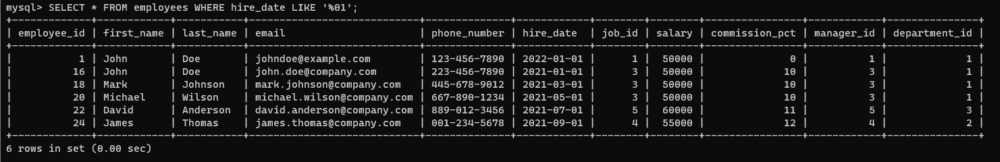 mysql> SELECT * FROM employees WHERE hire_date LIKE '%01';
+-------------+------------+-----------+----------------------------+--------------+------------+--------+--------+----------------+------------+---------------+
| employee_id | first_name | last_name | email                      | phone_number | hire_date  | job_id | salary | commission_pct | manager_id | department_id |
+-------------+------------+-----------+----------------------------+--------------+------------+--------+--------+----------------+------------+---------------+
|           1 | John       | Doe       | johndoe@example.com        | 123-456-7890 | 2022-01-01 |      1 |  50000 |              0 |          1 |             1 |
|          16 | John       | Doe       | john.doe@company.com       | 223-456-7890 | 2021-01-01 |      3 |  50000 |             10 |          3 |             1 |
|          18 | Mark       | Johnson   | mark.johnson@company.com   | 445-678-9012 | 2021-03-01 |      3 |  50000 |             10 |          3 |             1 |
|          20 | Michael    | Wilson    | michael.wilson@company.com | 667-890-1234 | 2021-05-01 |      3 |  50000 |             10 |          3 |             1 |
|          22 | David      | Anderson  | david.anderson@company.com | 889-012-3456 | 2021-07-01 |      5 |  60000 |             11 |          5 |             3 |
|          24 | James      | Thomas    | james.thomas@company.com   | 001-234-5678 | 2021-09-01 |      4 |  55000 |             12 |          4 |             2 |
+-------------+------------+-----------+----------------------------+--------------+------------+--------+--------+----------------+------------+---------------+
6 rows in set (0.00 sec)